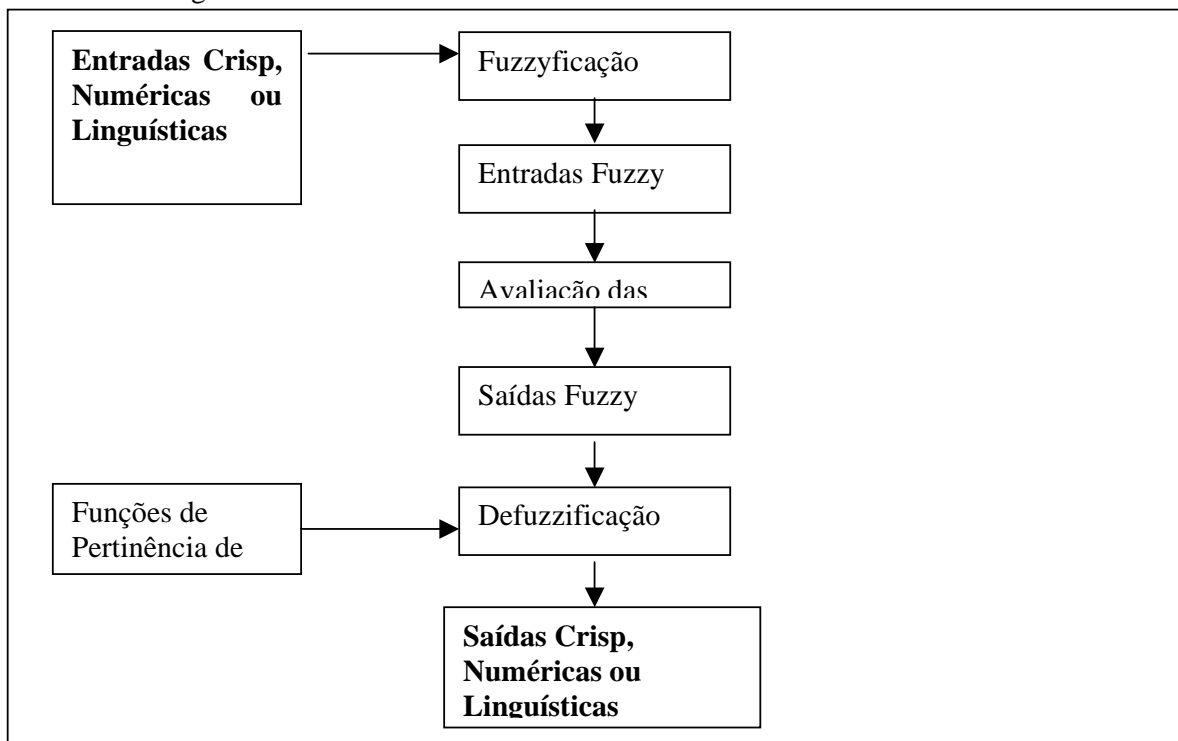 Entradas Crisp,
Numéricas ou
Linguísticas
Fuzzyficação
Entradas Fuzzy
Avaliação das
Saídas Fuzzy
Funções de
Pertinência de
Defuzzificação
Saídas Crisp,
Numéricas ou
Linguísticas